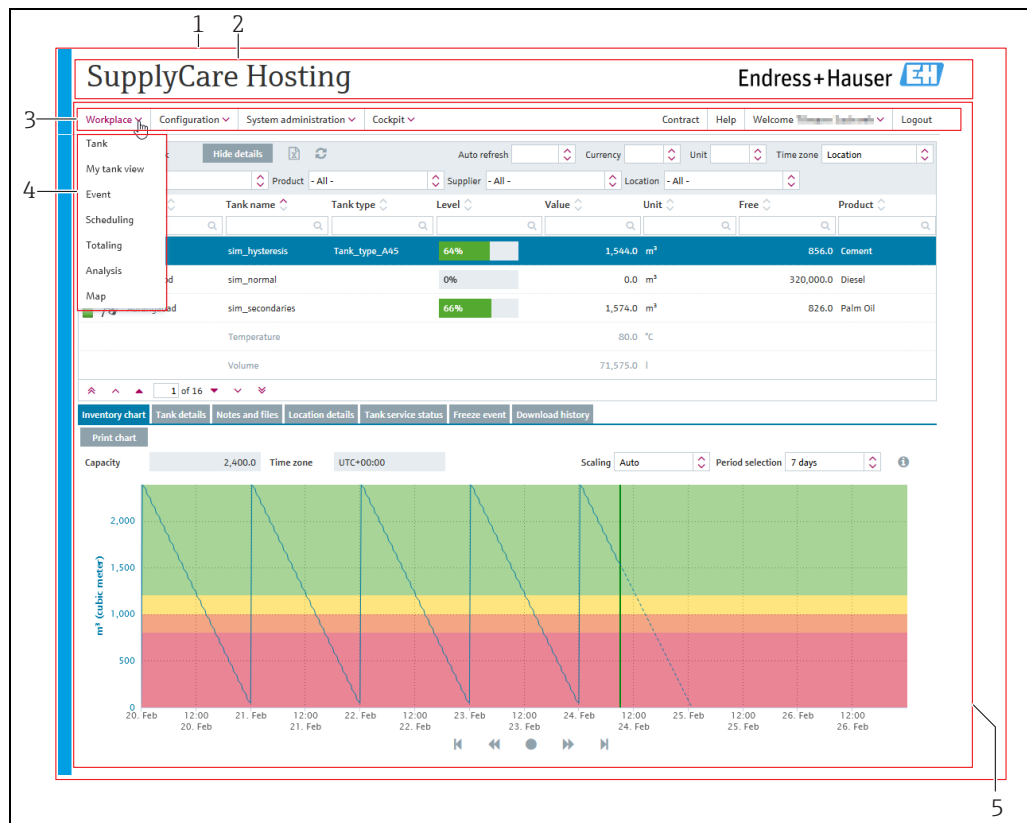 1 2
SupplyCare Hosting Endress+Hauser EH
3
Workplace Configuration System administration Cockpit Contract Help Welcome Logout
4
Tank
My tank view
Event
Scheduling
Totaling
Analysis
Map
Hide details Auto refresh Currency Unit Time zone Location
Product - All - Supplier - All - Location - All -
Tank name Tank type Level Value Unit Free Product
sim_hysteresis Tank_type_A45 64% 1,544.0 m³ 856.0 Cement
sim_normal 0% 0.0 m³ 320,000.0 Diesel
sim_secondaries 66% 1,574.0 m³ 826.0 Palm Oil
Temperature 80.0 °C
Volume 71,575.0 l
1 of 16
Inventory chart Tank details Notes and files Location details Tank service status Freeze event Download history
Print chart
Capacity 2,400.0 Time zone UTC+00:00 Scaling Auto Period selection 7 days
m³ (cubic meter)
2,000
1,500
1,000
500
0
20. Feb 12:00 21. Feb 12:00 22. Feb 12:00 23. Feb 12:00 24. Feb 12:00 25. Feb 12:00 26. Feb 12:00
20. Feb 21. Feb 22. Feb 23. Feb 24. Feb 25. Feb 26. Feb
5